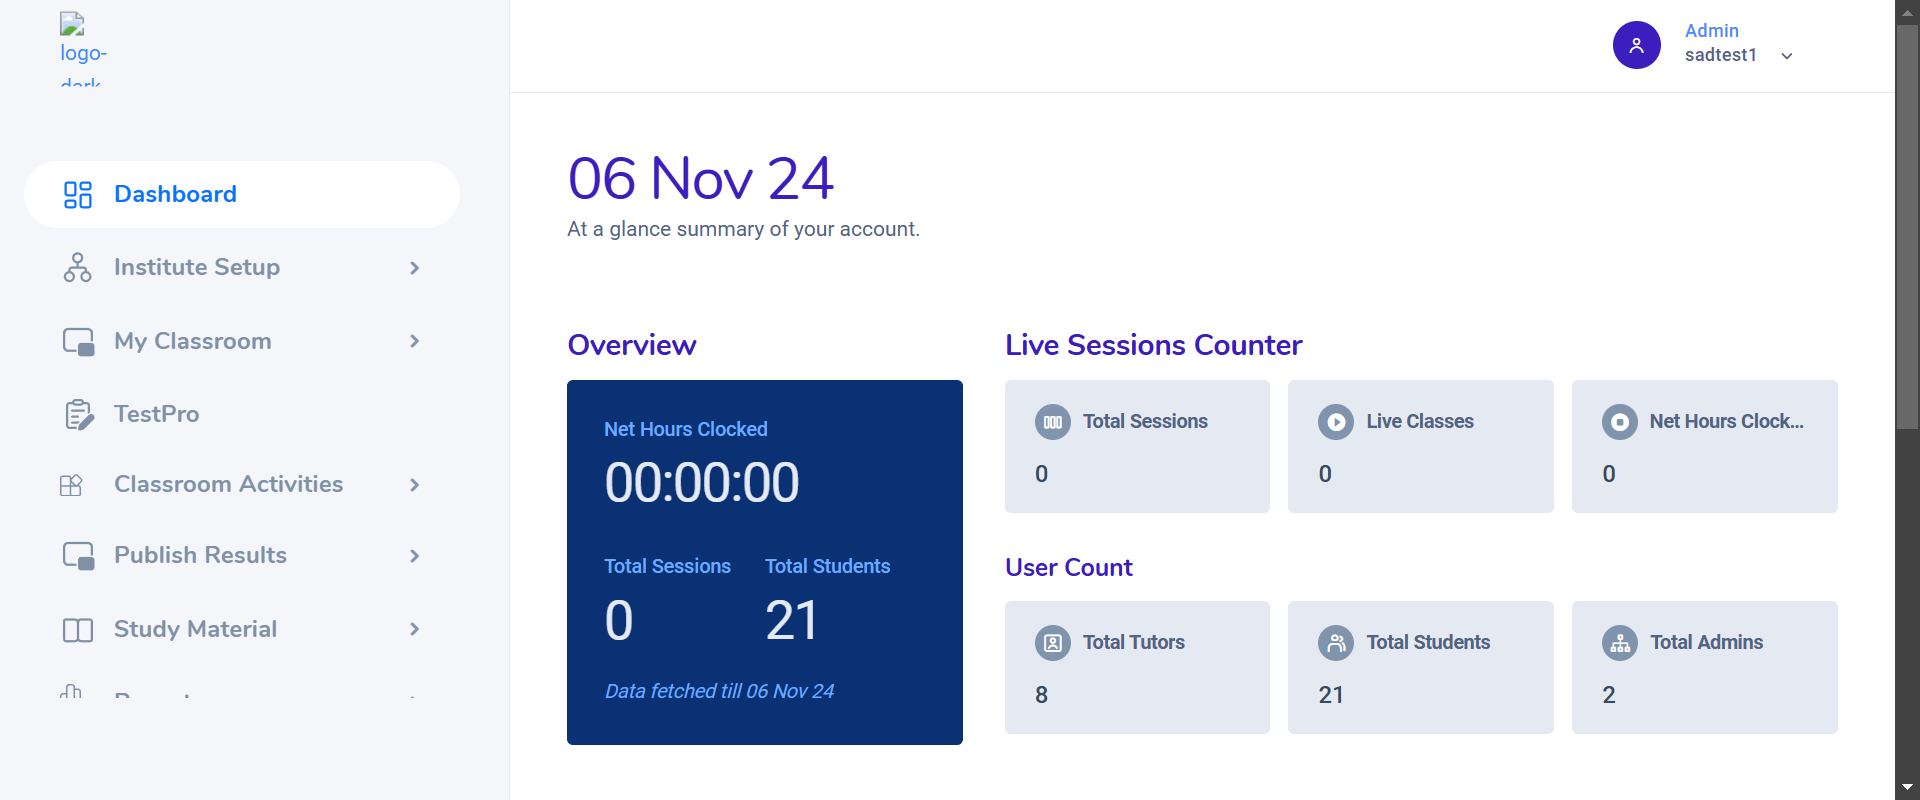 logo-
dark
Dashboard
Institute Setup
My Classroom
TestPro
Classroom Activities
Publish Results
Study Material
Admin
sadtest1
06 Nov 24
At a glance summary of your account.
Overview
Net Hours Clocked
00:00:00
Total Sessions Total Students
0 21
Data fetched till 06 Nov 24
Live Sessions Counter
Total Sessions
0
Live Classes
0
Net Hours Clock...
0
User Count
Total Tutors
8
Total Students
21
Total Admins
2